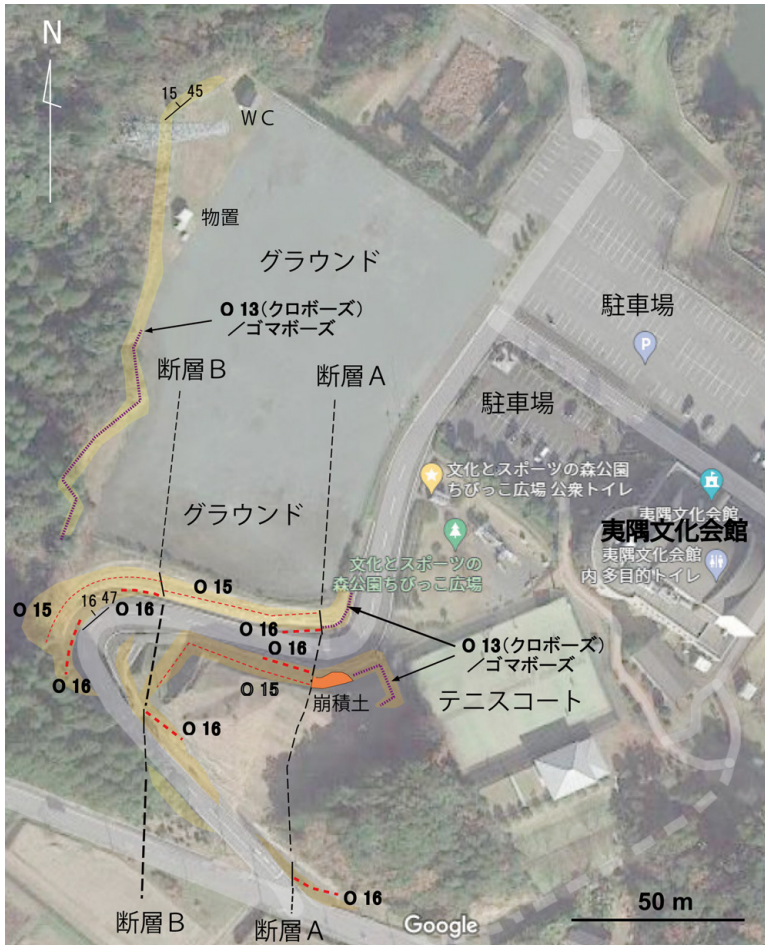 N
15 45
WC
物置
グラウンド
O 13(クロボーズ)
／ゴマボーズ
駐車場
P
断層B
断層A
駐車場
文化とスポーツの森公園
ちびっこ広場 公衆トイレ
グラウンド
夷隅文化会館
夷隅文化会館
文化とスポーツの
森公園ちびっこ広場
夷隅文化会館
内 多目的トイレ
O 15
O 15
16 47
O 16
O 16
O 16
O 13(クロボーズ)
／ゴマボーズ
O 16
O 15
崩積土
テニスコート
O 16
O 16
50 m
断層B
断層A
Google